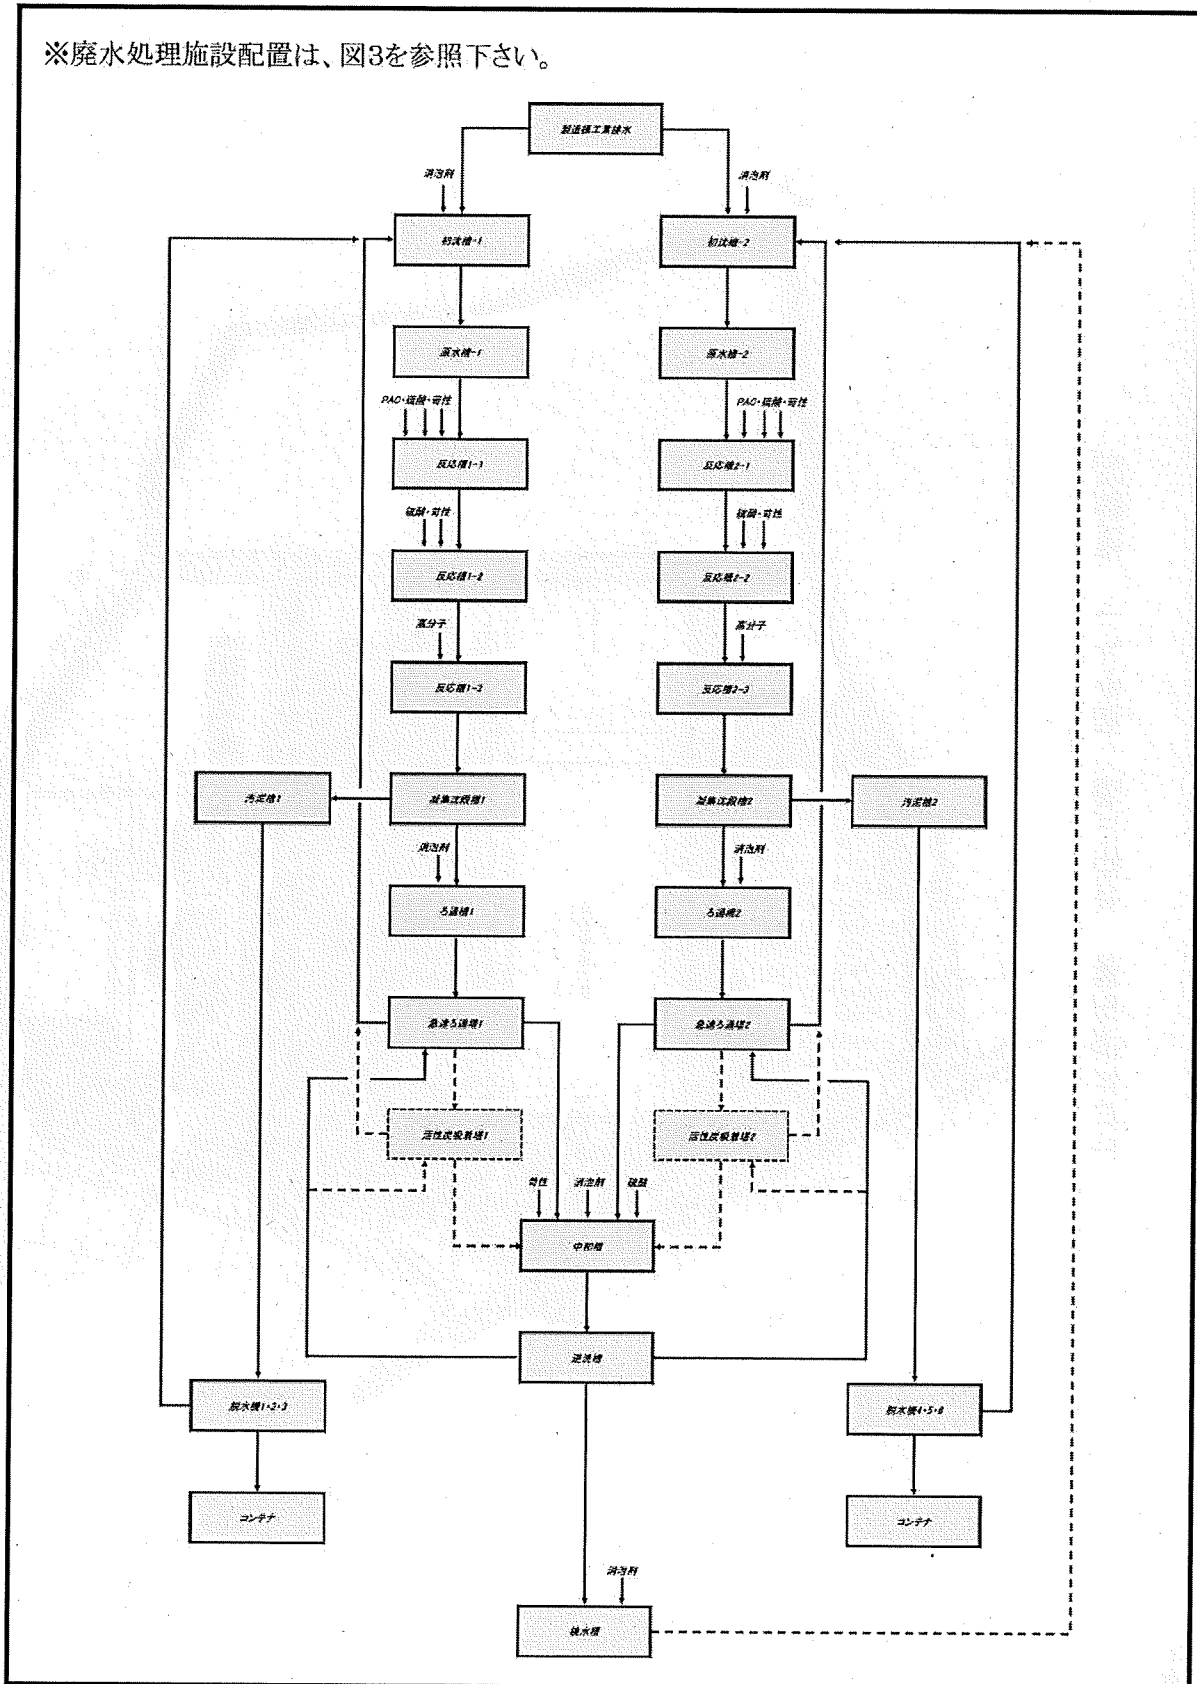 ※廃水処理施設配置は、図3を参照下さい。
製造棟工業排水
消泡剤
消泡剤
初沈槽-1
初沈槽-2
原水槽-1
原水槽-2
PAC・硫酸・苛性
PAC・硫酸・苛性
反応槽1-1
反応槽2-1
硫酸・苛性
硫酸・苛性
反応槽1-2
反応槽2-2
高分子
高分子
反応槽1-3
反応槽2-3
汚泥槽1
凝集沈殿槽1
凝集沈殿槽2
汚泥槽2
消泡剤
消泡剤
ろ過槽1
ろ過槽2
急速ろ過塔1
急速ろ過塔2
活性炭吸着塔1
活性炭吸着塔2
苛性
消泡剤
硫酸
中和槽
逆洗槽
脱水機1・2・3
脱水機4・5・6
コンテナ
コンテナ
消泡剤